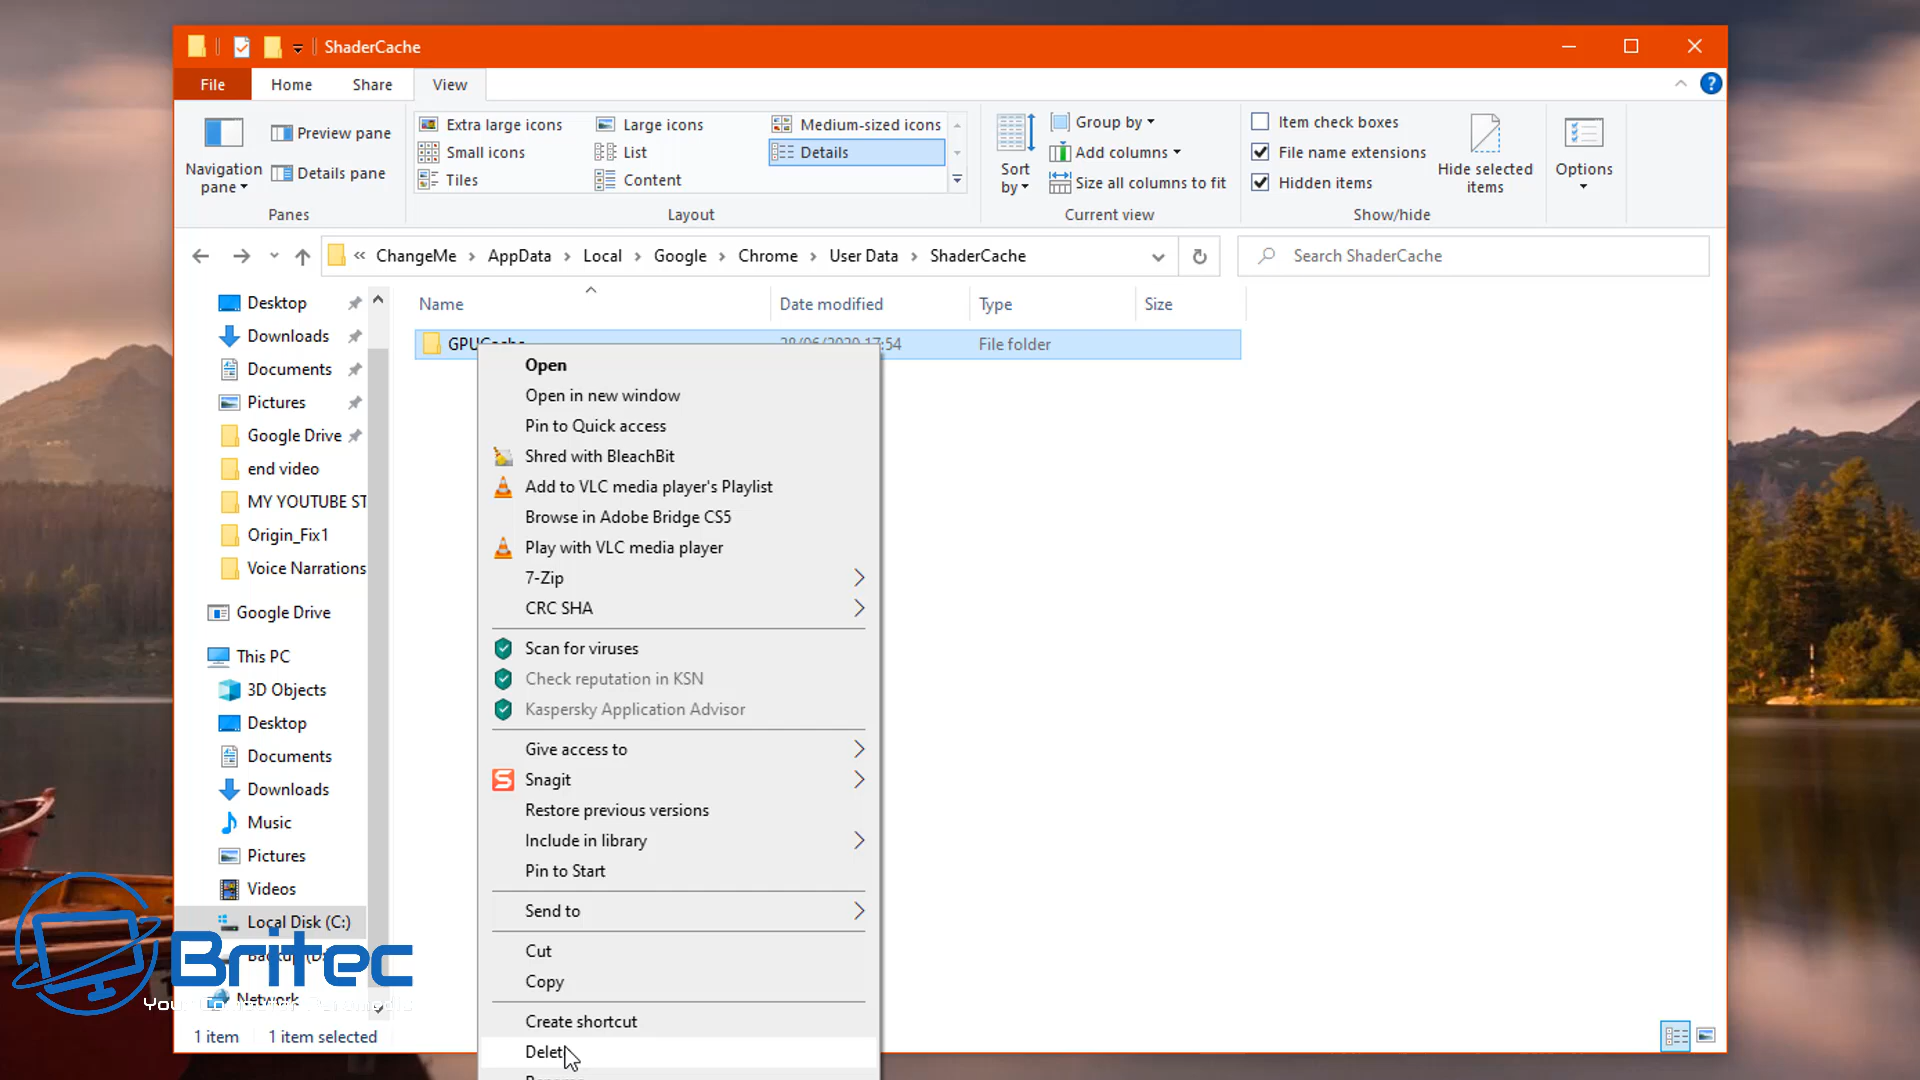 ShaderCache
File Home Share View
Navigation pane
Preview pane
Details pane
Panes
Extra large icons Large icons Medium-sized icons
Small icons List Details
Tiles Content
Layout
Sort by
Group by
Add columns
Size all columns to fit
Current view
Item check boxes
File name extensions
Hidden items
Hide selected items
Show/hide
Options
« ChangeMe › AppData › Local › Google › Chrome › User Data › ShaderCache
Search ShaderCache
Desktop
Downloads
Documents
Pictures
Google Drive
end video
MY YOUTUBE ST
Origin_Fix1
Voice Narrations
Google Drive
This PC
3D Objects
Desktop
Documents
Downloads
Music
Pictures
Videos
Local Disk (C:)
Network
Name Date modified Type Size
GPUCache 28/06/2020 17:54 File folder
Open
Open in new window
Pin to Quick access
Shred with BleachBit
Add to VLC media player's Playlist
Browse in Adobe Bridge CS5
Play with VLC media player
7-Zip
CRC SHA
Scan for viruses
Check reputation in KSN
Kaspersky Application Advisor
Give access to
Snagit
Restore previous versions
Include in library
Pin to Start
Send to
Cut
Copy
Create shortcut
Delete
1 item 1 item selected
Britec